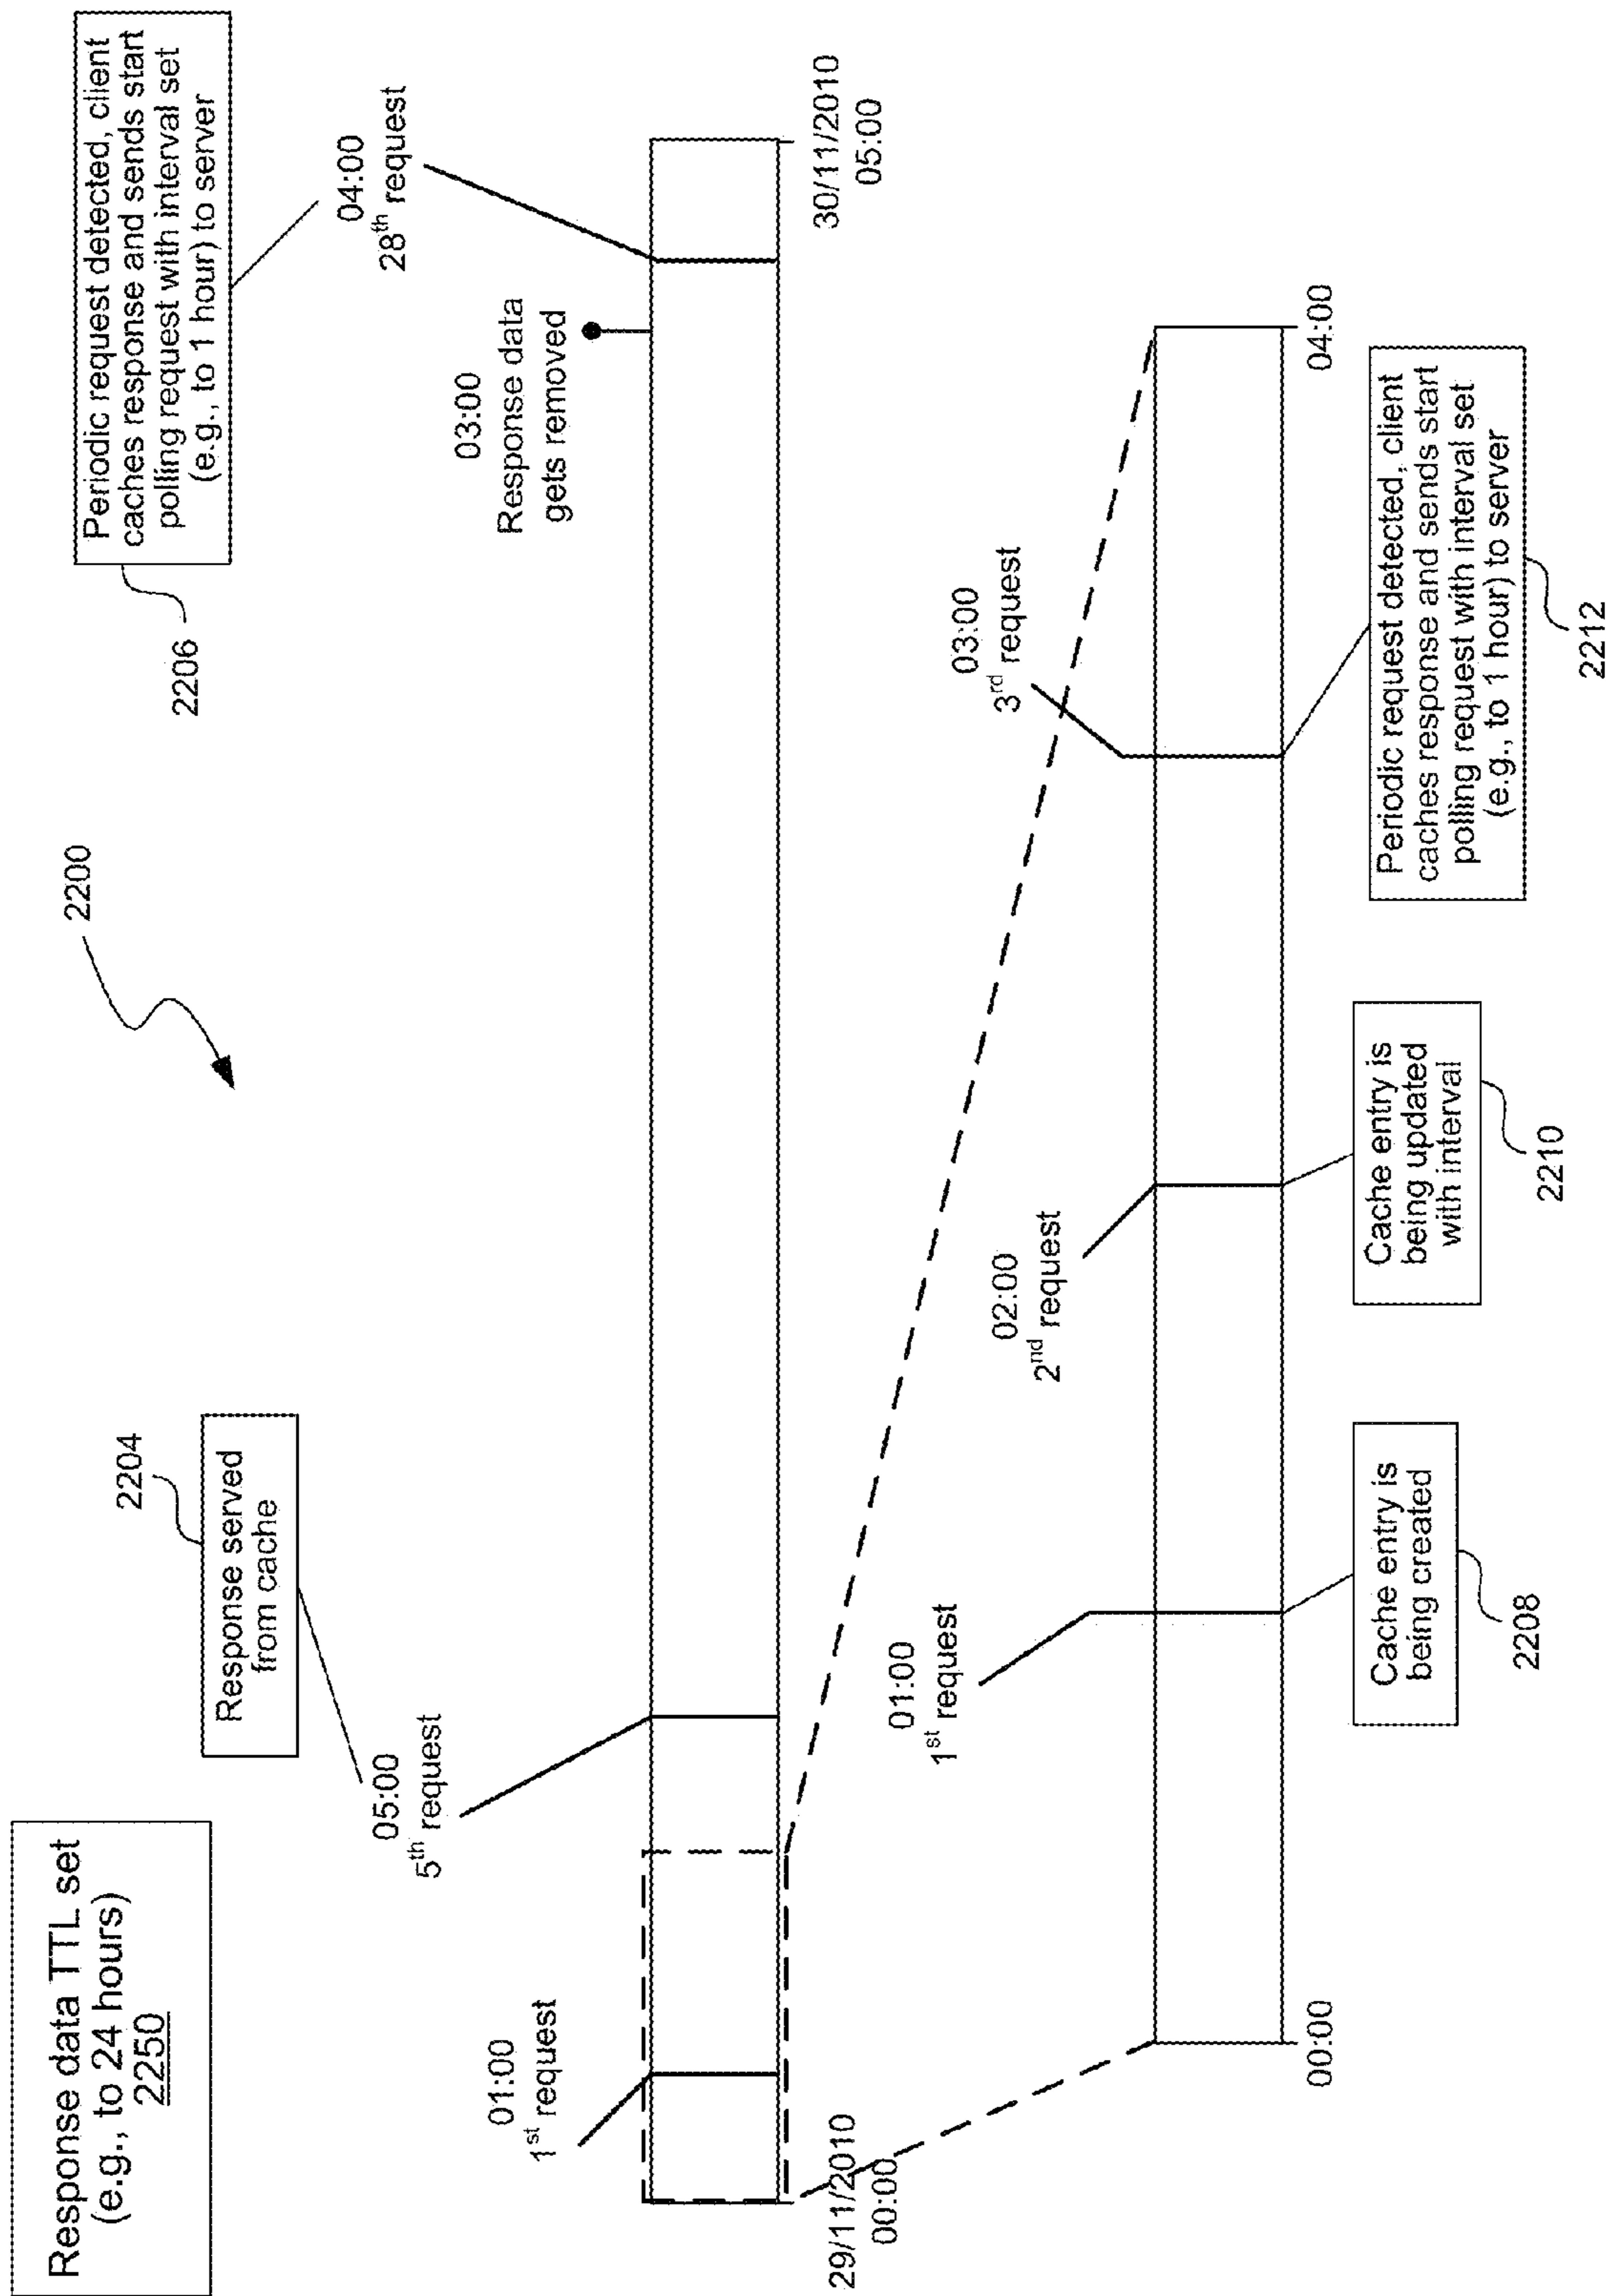 Response data TTL set
(e.g., to 24 hours)
2250
2204
Response served
from cache
2200
2206
Periodic request detected, client
caches response and sends start
polling request with interval set
(e.g., to 1 hour) to server
01:00
1st request
05:00
5th request
03:00
Response data
gets removed
04:00
28th request
29/11/2010
00:00
30/11/2010
05:00
01:00
1st request
02:00
2nd request
03:00
3rd request
00:00
04:00
Cache entry is
being created
2208
Cache entry is
being updated
with interval
2210
Periodic request detected, client
caches response and sends start
polling request with interval set
(e.g., to 1 hour) to server
2212